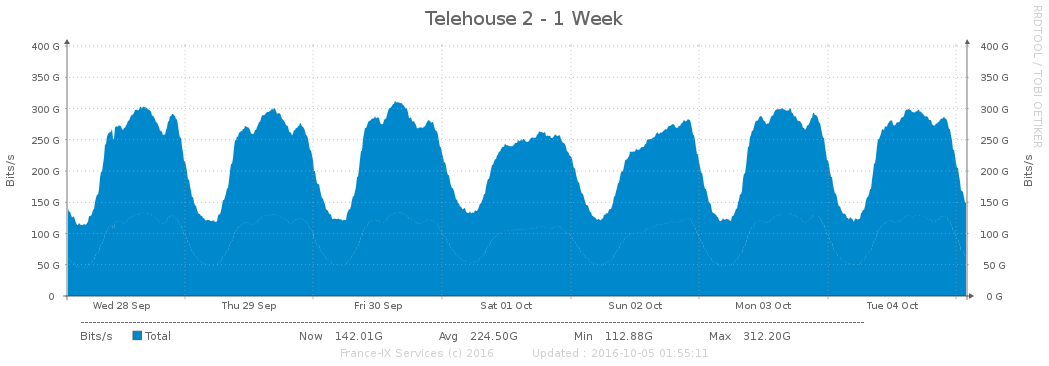 Telehouse 2 - 1 Week
RRDTOOL / TOBI OETIKER
Bits/s
Bits/s
400 G 400 G
350 G 350 G
300 G 300 G
250 G 250 G
200 G 200 G
150 G 150 G
100 G 100 G
50 G 50 G
0 0 G
Wed 28 Sep Thu 29 Sep Fri 30 Sep Sat 01 Oct Sun 02 Oct Mon 03 Oct Tue 04 Oct
Bits/s Total Now 142.01G Avg 224.50G Min 112.88G Max 312.20G
France-IX Services (c) 2016 Updated : 2016-10-05 01:55:11